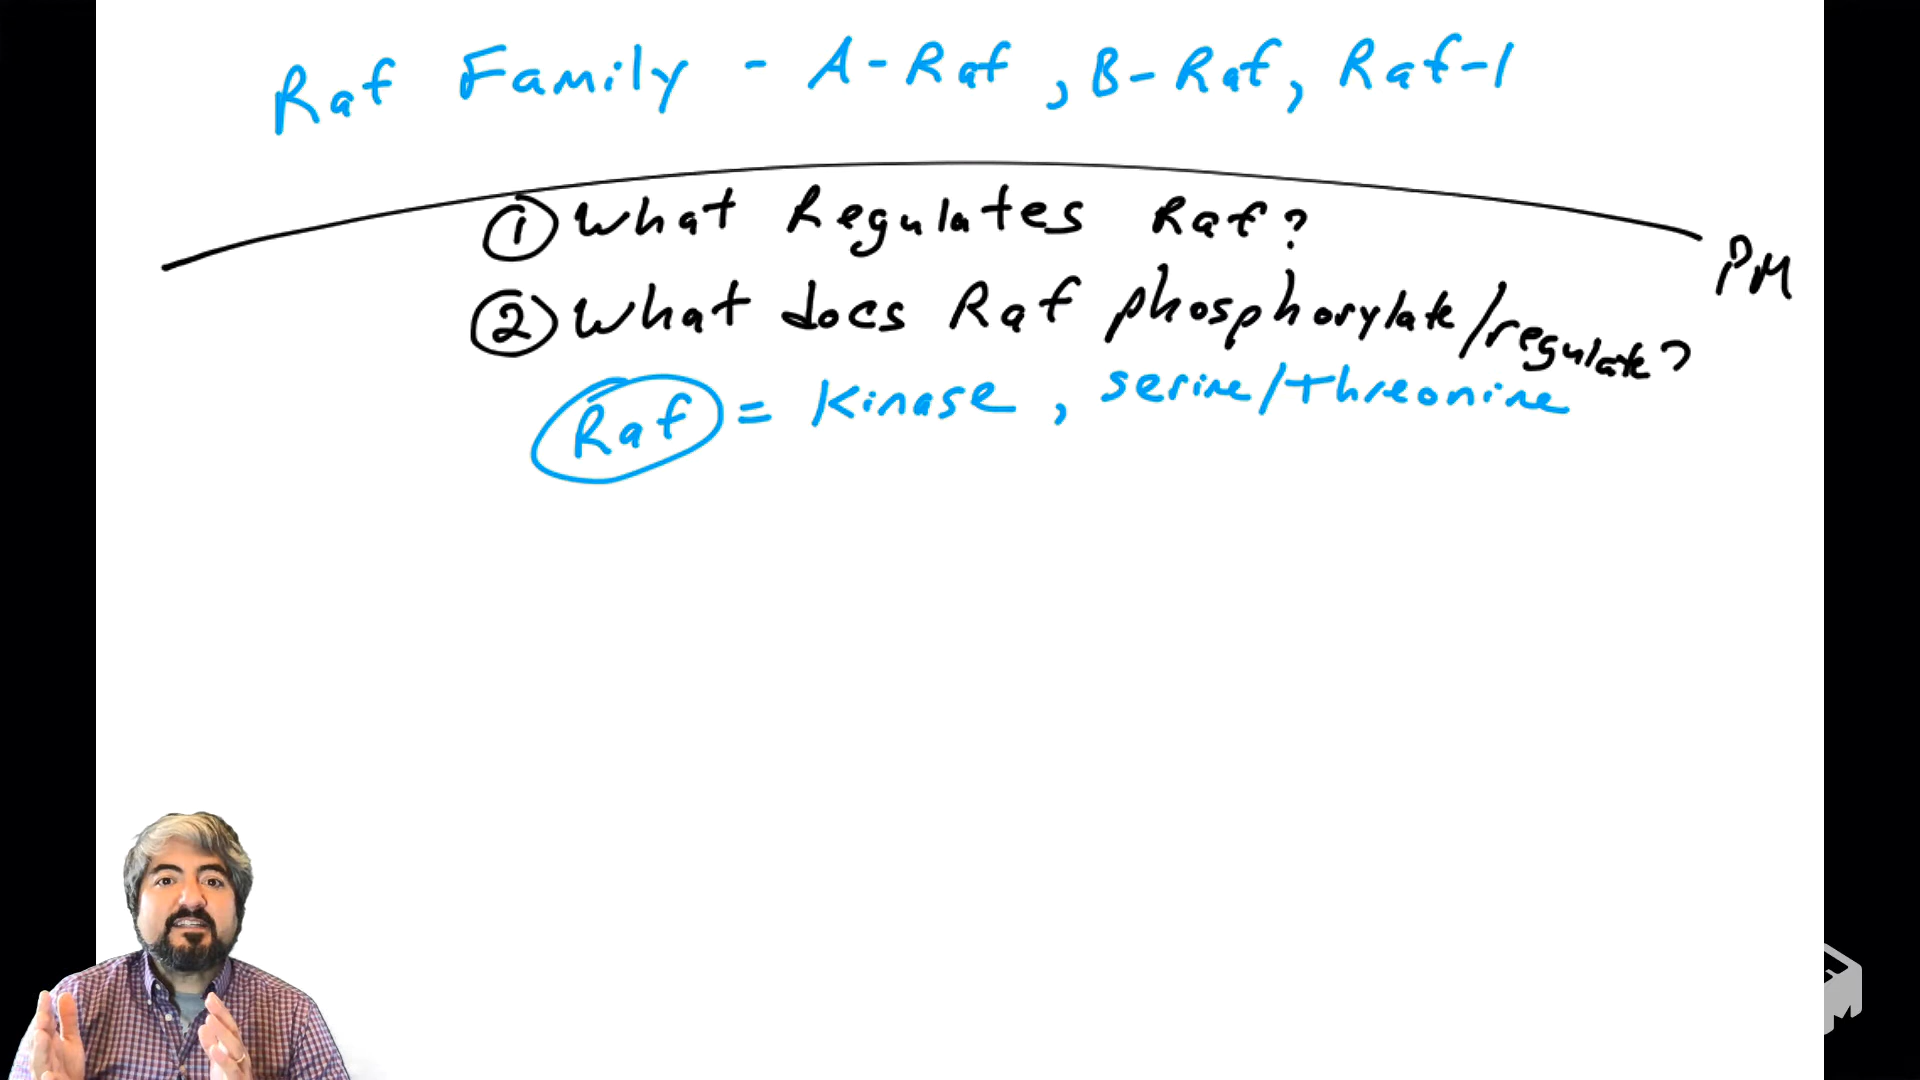 Raf Family - A-Raf, B-Raf, Raf-1
① What Regulates Raf?
PM
② What does Raf phosphorylate/regulate?
Raf = Kinase, serine/threonine